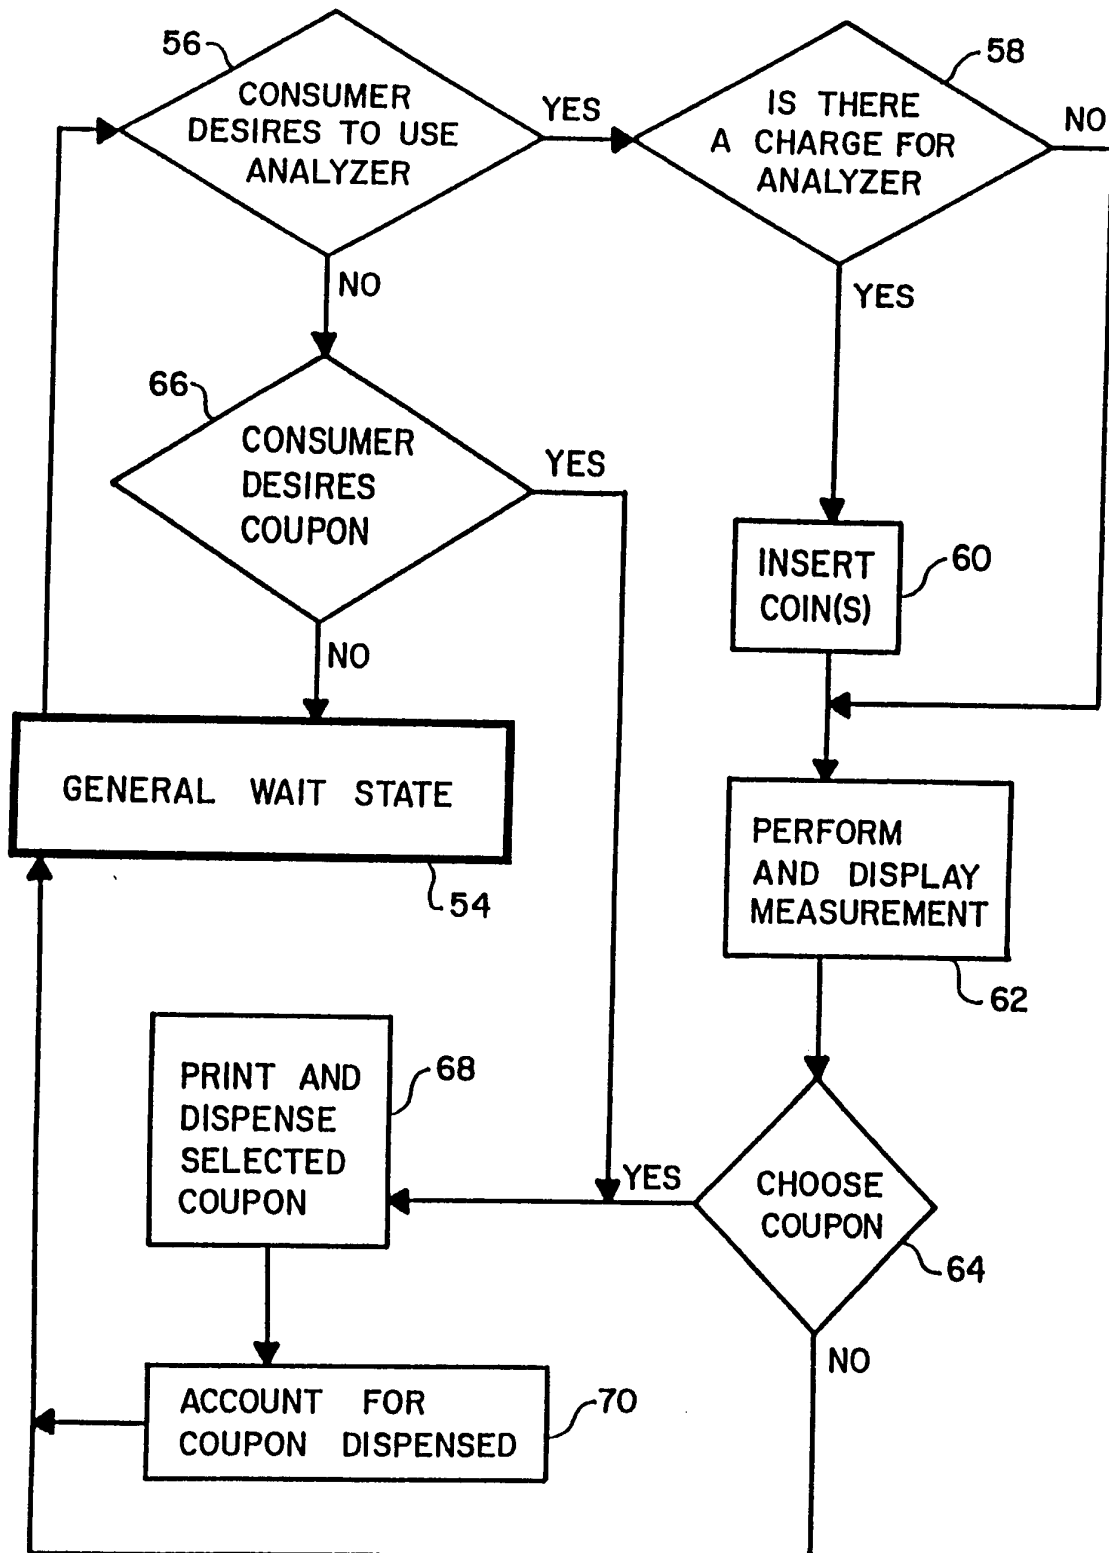 56
CONSUMER
DESIRES TO USE
ANALYZER
YES
NO
58
IS THERE
A CHARGE FOR
ANALYZER
NO
YES
66
CONSUMER
DESIRES
COUPON
YES
NO
INSERT
COIN(S)
60
GENERAL WAIT STATE
54
PERFORM
AND DISPLAY
MEASUREMENT
62
PRINT AND
DISPENSE
SELECTED
COUPON
68
YES
CHOOSE
COUPON
64
NO
ACCOUNT FOR
COUPON DISPENSED
70